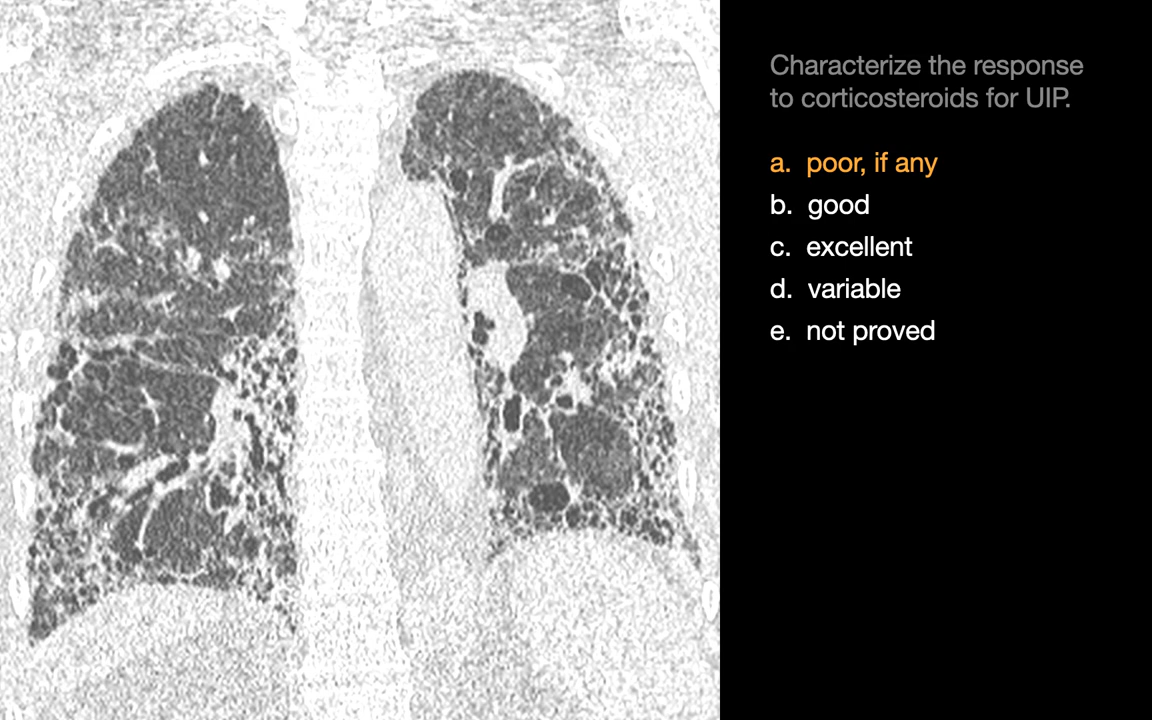 Characterize the response
to corticosteroids for UIP.
a. poor, if any
b. good
c. excellent
d. variable
e. not proved